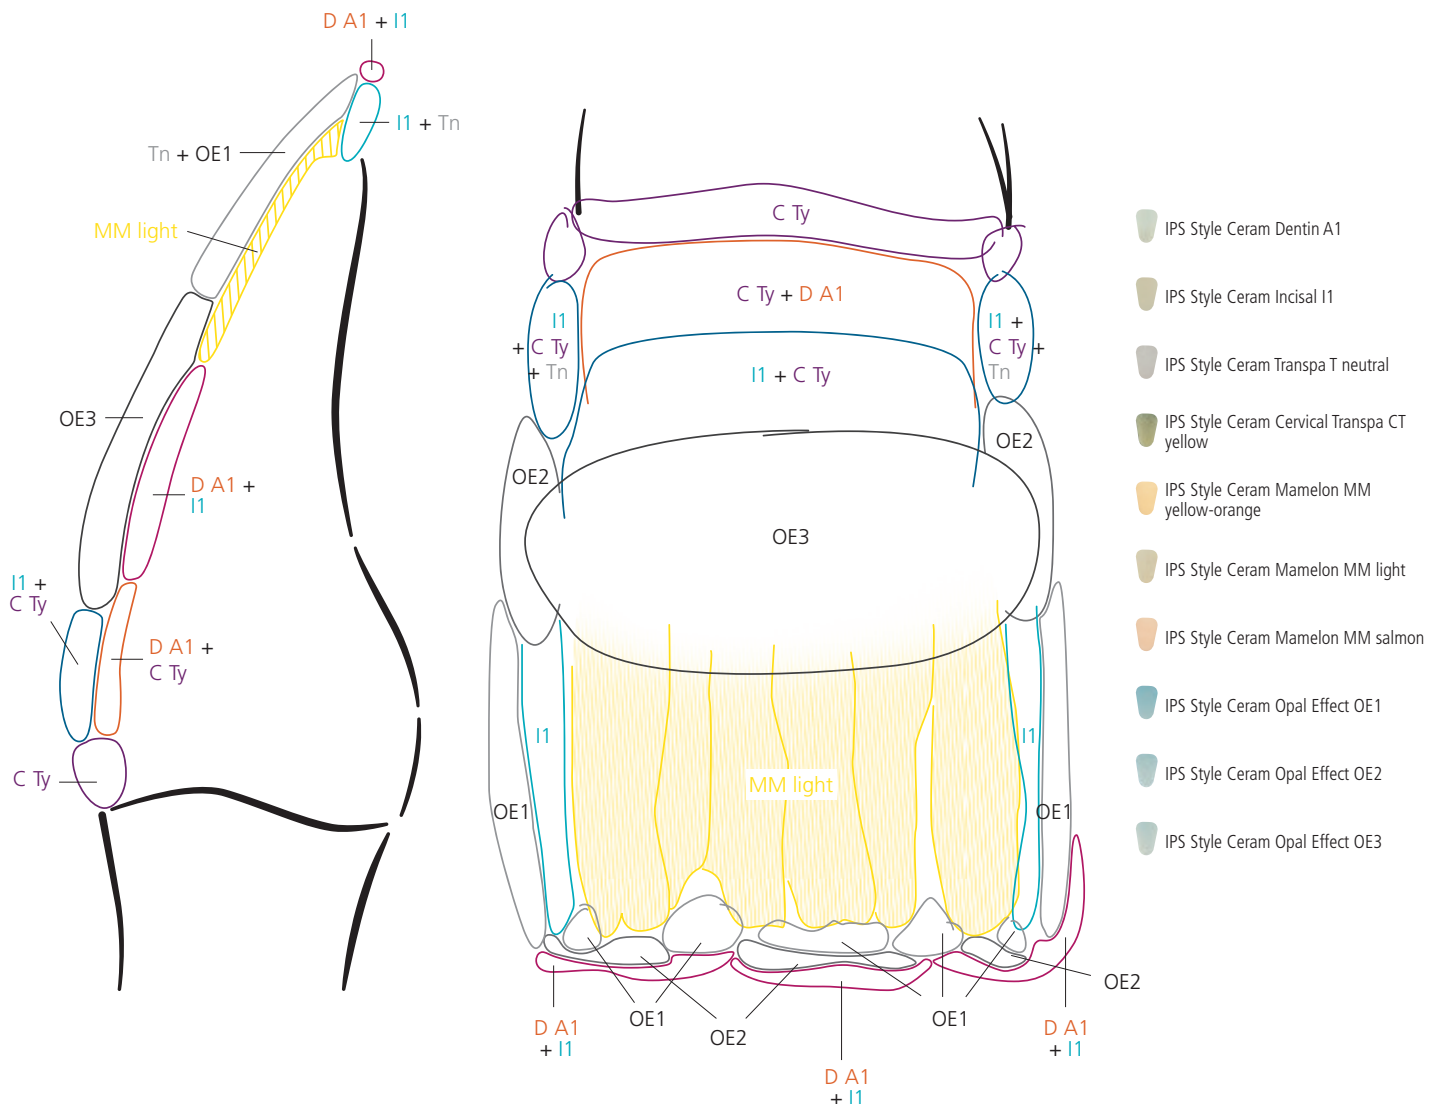 D A1 + I1
I1 + Tn
Tn + OE1
MM light
OE3
D A1 +
I1
I1 +
C Ty
D A1 +
C Ty
C Ty
C Ty
C Ty + D A1
I1
+ C Ty
+ Tn
I1 +
C Ty +
Tn
I1 + C Ty
OE2
OE2
OE3
I1
I1
MM light
OE1
OE1
OE2
OE1
OE2
OE1
D A1
+ I1
D A1
+ I1
D A1
+ I1
IPS Style Ceram Dentin A1
IPS Style Ceram Incisal I1
IPS Style Ceram Transpa T neutral
IPS Style Ceram Cervical Transpa CT
yellow
IPS Style Ceram Mamelon MM
yellow-orange
IPS Style Ceram Mamelon MM light
IPS Style Ceram Mamelon MM salmon
IPS Style Ceram Opal Effect OE1
IPS Style Ceram Opal Effect OE2
IPS Style Ceram Opal Effect OE3